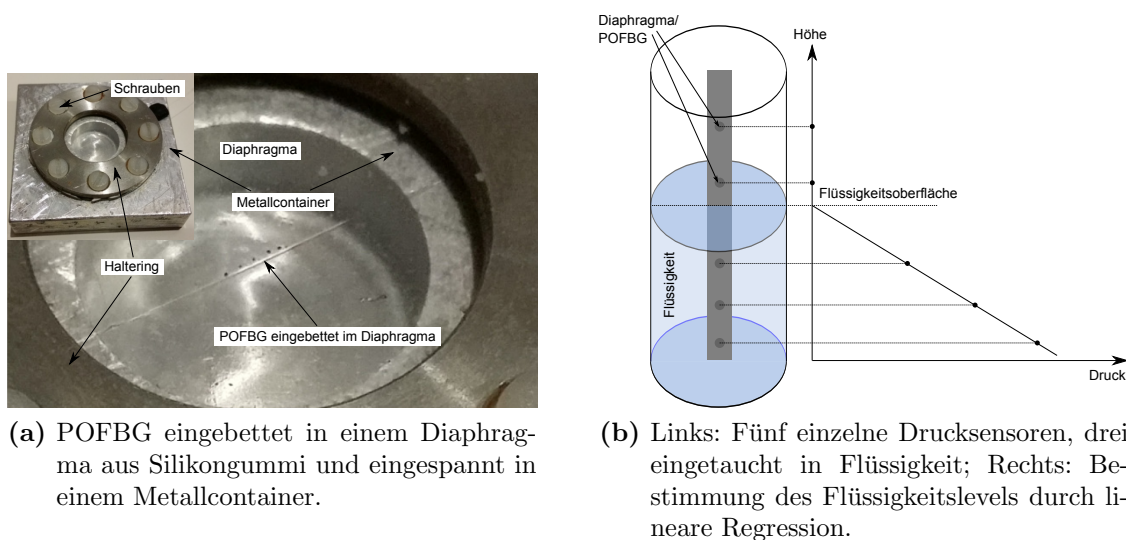 Schrauben
Diaphragma
Metallcontainer
Haltering
POFBG eingebettet im Diaphragma
(a) POFBG eingebettet in einem Diaphrag-
ma aus Silikongummi und eingespannt in
einem Metallcontainer.
Diaphragma/
POFBG
Höhe
Flüssigkeitsoberfläche
Flüssigkeit
Druck
(b) Links: Fünf einzelne Drucksensoren, drei
eingetaucht in Flüssigkeit; Rechts: Be-
stimmung des Flüssigkeitslevels durch li-
neare Regression.